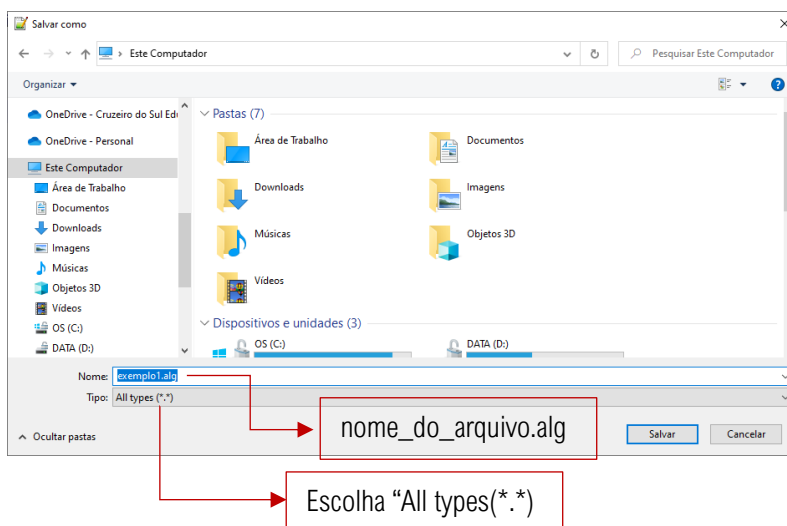 Salvar como
Este Computador
Pesquisar Este Computador
Organizar
OneDrive - Cruzeiro do Sul Edu
OneDrive - Personal
Este Computador
Área de Trabalho
Documentos
Downloads
Imagens
Músicas
Objetos 3D
Vídeos
OS (C:)
DATA (D:)
Pastas (7)
Área de Trabalho
Documentos
Downloads
Imagens
Músicas
Objetos 3D
Vídeos
Dispositivos e unidades (3)
OS (C:)
DATA (D:)
Nome: exemplo1.alg
Tipo: All types (*.*)
nome_do_arquivo.alg
Ocultar pastas
Salvar
Cancelar
Escolha “All types(*.*)